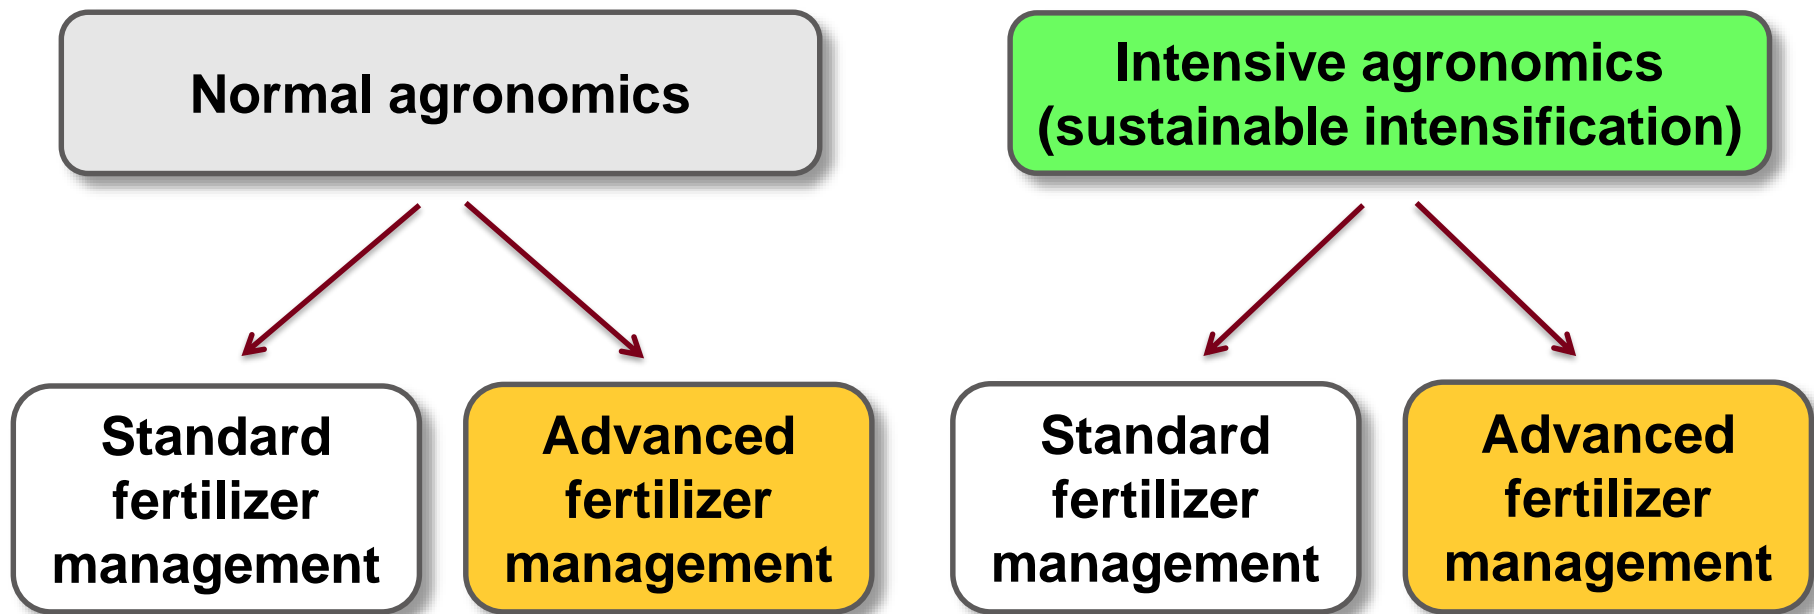 Normal agronomics
Intensive agronomics
(sustainable intensification)
Standard
fertilizer
management
Advanced
fertilizer
management
Standard
fertilizer
management
Advanced
fertilizer
management